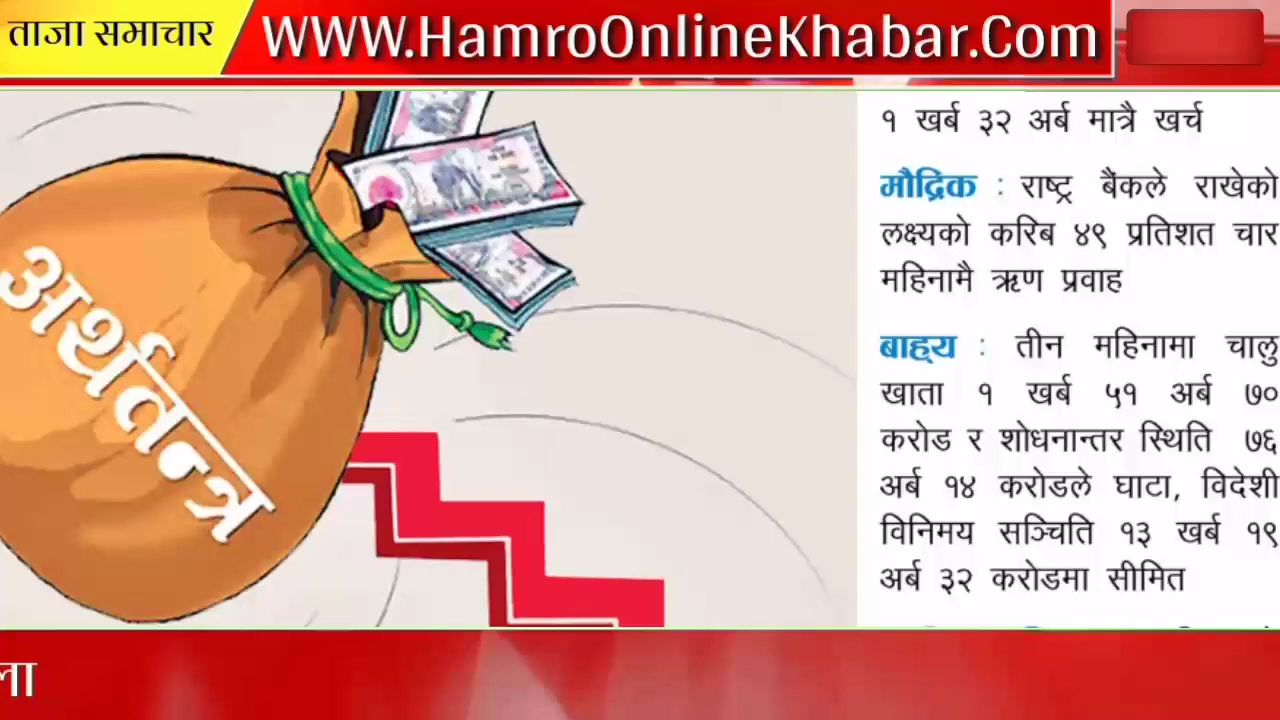 ताजा समाचार
WWW.HamroOnlineKhabar.Com
अर्थतन्त्र
१ खर्ब ३२ अर्ब मात्रै खर्च
मौद्रिक : राष्ट्र बैंकले राखेको
लक्ष्यको करिब ४९ प्रतिशत चार
महिनामै ऋण प्रवाह
बाह्य : तीन महिनामा चालु
खाता १ खर्ब ५१ अर्ब ७०
करोड र शोधनान्तर स्थिति ७६
अर्ब १४ करोडले घाटा, विदेशी
विनिमय सञ्चिति १३ खर्ब १९
अर्ब ३२ करोडमा सीमित
ला